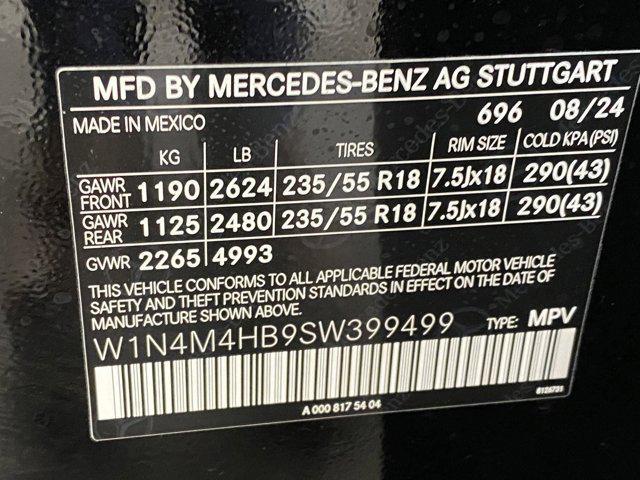 MFD BY MERCEDES-BENZ AG STUTTGART
696 08/24
MADE IN MEXICO
KG LB TIRES RIM SIZE COLD KPA(PSI)
GAWR FRONT 1190 2624 235/55 R18 7.5Jx18 290(43)
GAWR REAR 1125 2480 235/55 R18 7.5Jx18 290(43)
GVWR 2265 4993
THIS VEHICLE CONFORMS TO ALL APPLICABLE FEDERAL MOTOR VEHICLE
SAFETY AND THEFT PREVENTION STANDARDS IN EFFECT ON THE DATE OF
MANUFACTURE SHOWN ABOVE.
W1N4M4HB9SW399499 TYPE: MPV
A 000 817 54 04